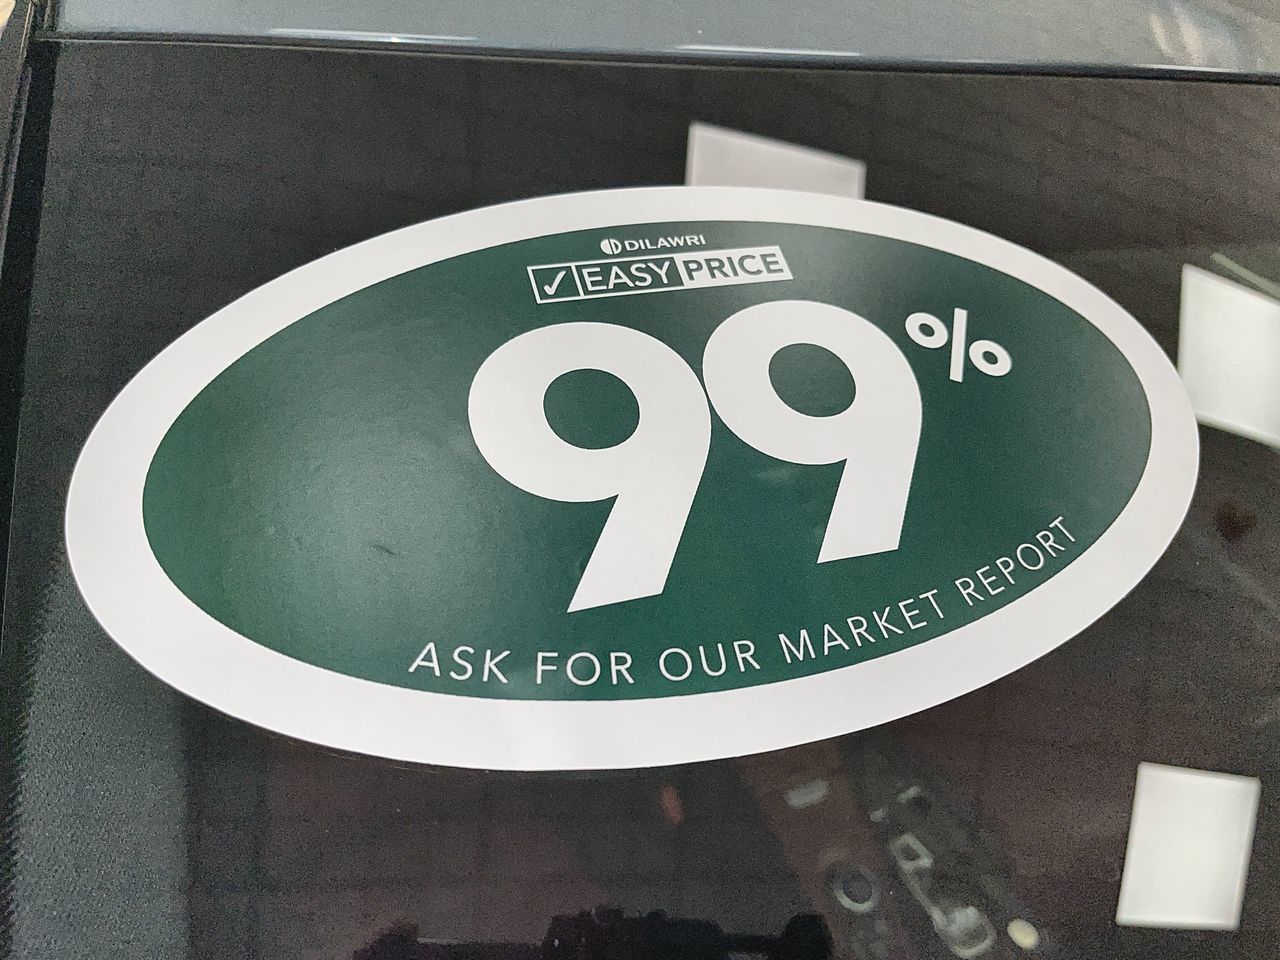 DILAWRI
✓ EASY PRICE
99%
ASK FOR OUR MARKET REPORT